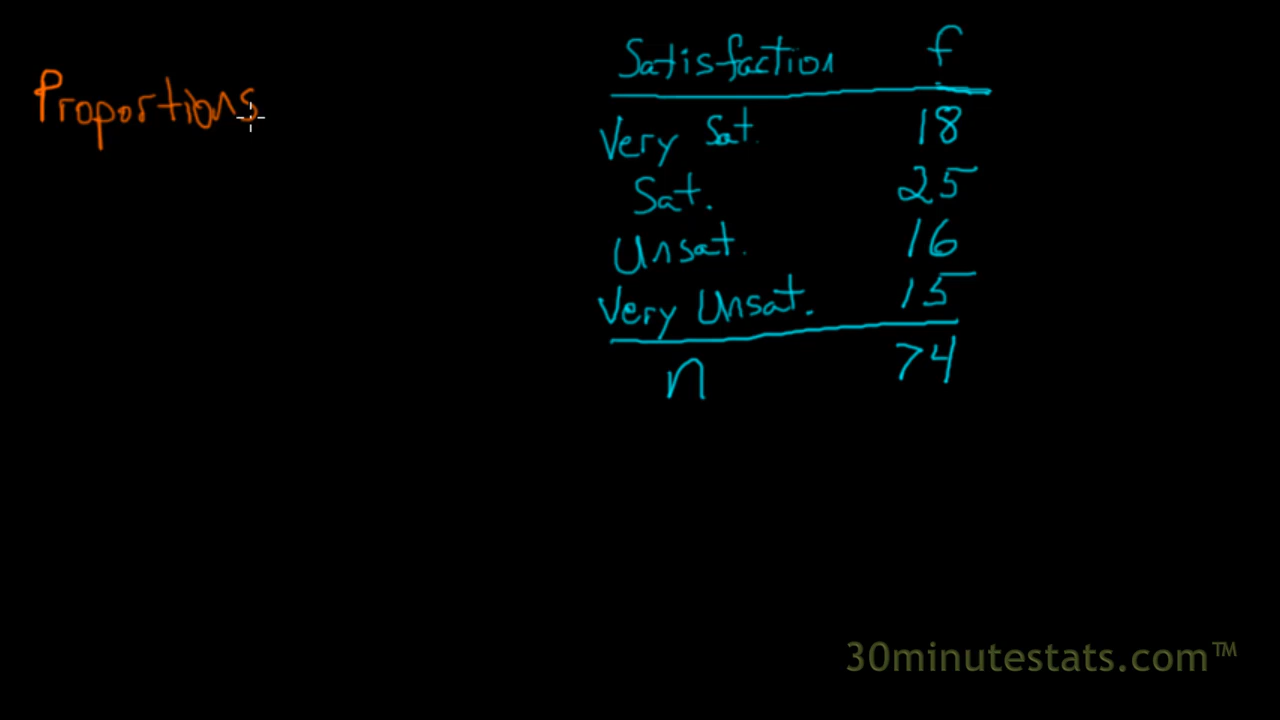 Proportions
Satisfaction f
Very Sat. 18
Sat. 25
Unsat. 16
Very Unsat. 15
n 74
30minutestats.com™